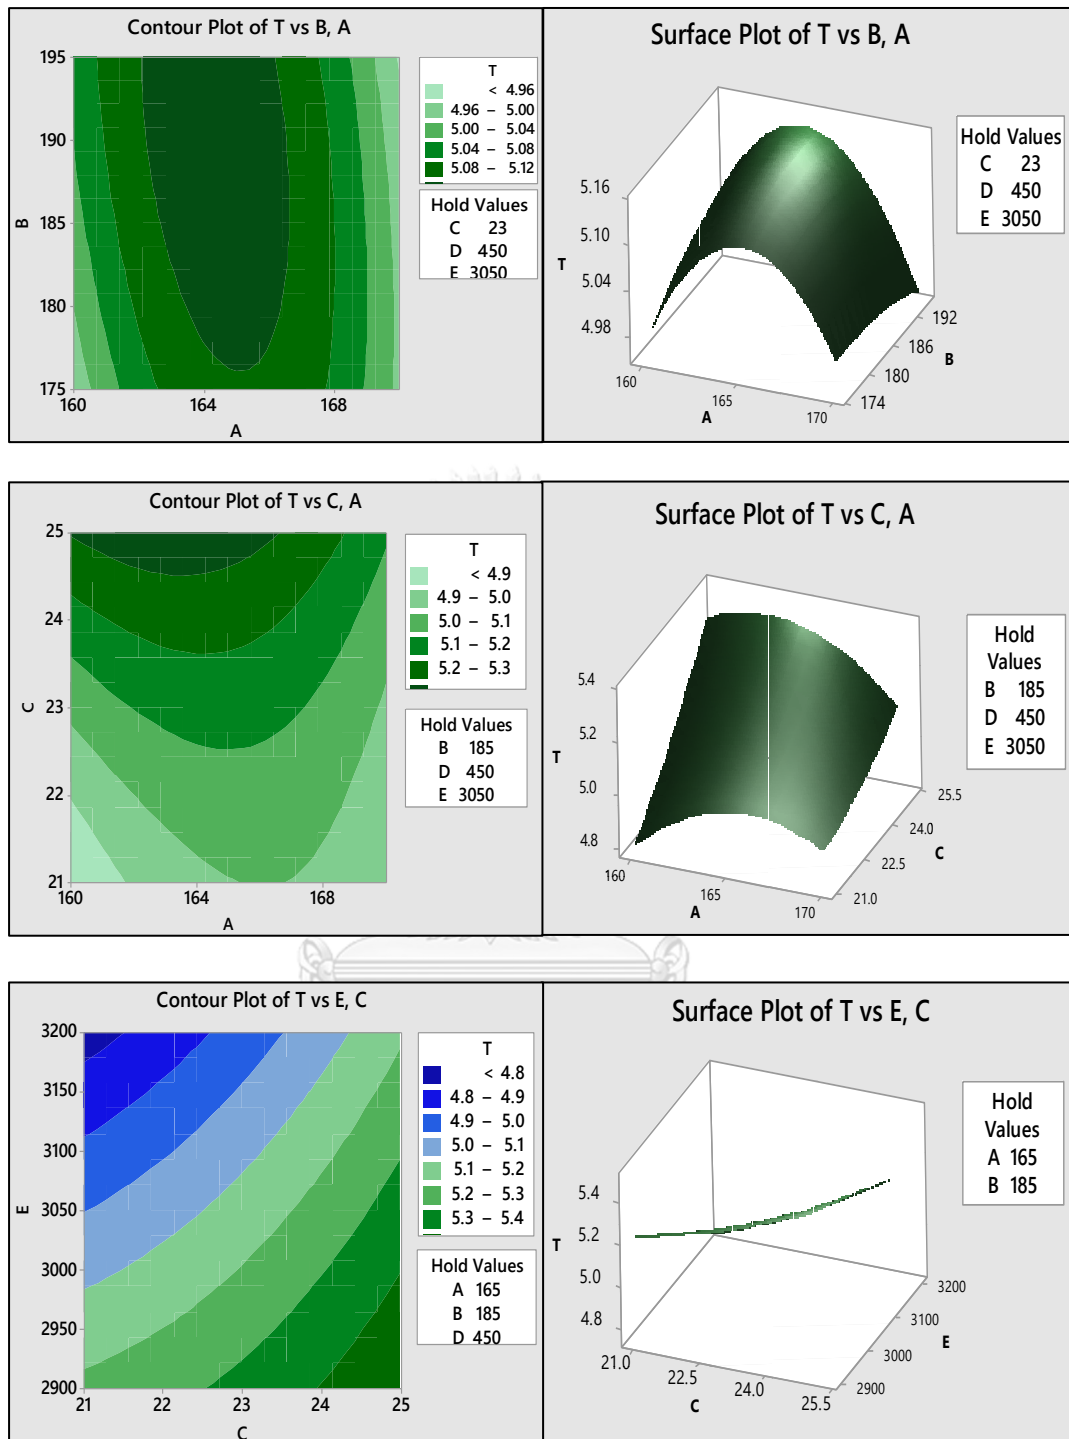 Contour Plot of T vs B, A
195
190
185
180
175
B
160
164
168
A
T
< 4.96
4.96 – 5.00
5.00 – 5.04
5.04 – 5.08
5.08 – 5.12
Hold Values
C 23
D 450
E 3050
Surface Plot of T vs B, A
5.16
5.10
5.04
4.98
T
160
165
170
A
174
180
186
192
B
Hold Values
C 23
D 450
E 3050
Contour Plot of T vs C, A
25
24
23
22
21
C
160
164
168
A
T
< 4.9
4.9 – 5.0
5.0 – 5.1
5.1 – 5.2
5.2 – 5.3
Hold Values
B 185
D 450
E 3050
Surface Plot of T vs C, A
5.4
5.2
5.0
4.8
T
160
165
170
A
21.0
22.5
24.0
25.5
C
Hold
Values
B 185
D 450
E 3050
Contour Plot of T vs E, C
3200
3150
3100
3050
3000
2950
2900
E
21
22
23
24
25
C
T
< 4.8
4.8 – 4.9
4.9 – 5.0
5.0 – 5.1
5.1 – 5.2
5.2 – 5.3
5.3 – 5.4
Hold Values
A 165
B 185
D 450
Surface Plot of T vs E, C
5.4
5.2
5.0
4.8
T
21.0
22.5
24.0
25.5
C
2900
3000
3100
3200
E
Hold
Values
A 165
B 185